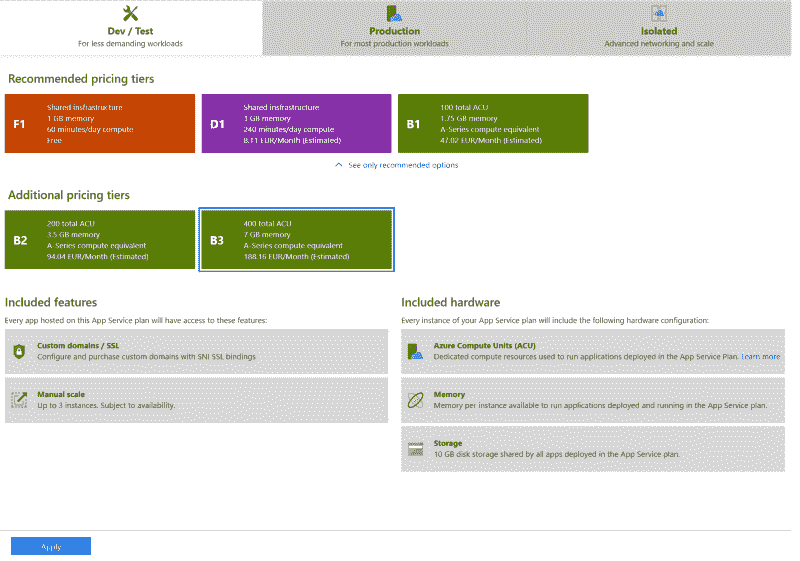 Dev / Test
For less demanding workloads
Production
For most production workloads
Isolated
Advanced networking and scale
Recommended pricing tiers
F1
Shared insfrastructure
1 GB memory
60 minutes/day compute
Free
D1
Shared insfrastructure
1 GB memory
240 minutes/day compute
8.11 EUR/Month (Estimated)
B1
100 total ACU
1.75 GB memory
A-Series compute equivalent
47.02 EUR/Month (Estimated)
See only recommended options
Additional pricing tiers
B2
200 total ACU
3.5 GB memory
A-Series compute equivalent
94.04 EUR/Month (Estimated)
B3
400 total ACU
7 GB memory
A-Series compute equivalent
188.16 EUR/Month (Estimated)
Included features
Every app hosted on this App Service plan will have access to these features:
Custom domains / SSL
Configure and purchase custom domains with SNI SSL bindings
Manual scale
Up to 3 instances. Subject to availability.
Included hardware
Every instance of your App Service plan will include the following hardware configuration:
Azure Compute Units (ACU)
Dedicated compute resources used to run applications deployed in the App Service Plan. Learn more
Memory
Memory per instance available to run applications deployed and running in the App Service plan.
Storage
10 GB disk storage shared by all apps deployed in the App Service plan.
Apply